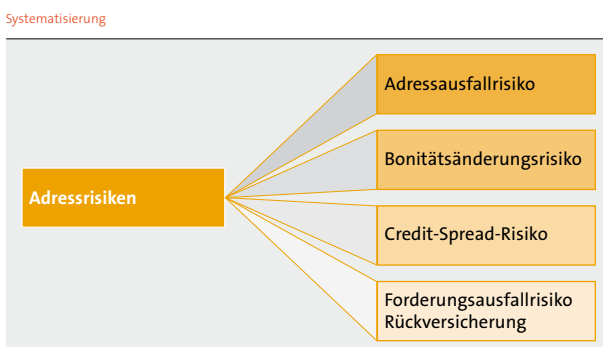 Systematisierung
Adressausfallrisiko
Bonitätsänderungsrisiko
Adressrisiken
Credit-Spread-Risiko
Forderungsausfallrisiko
Rückversicherung